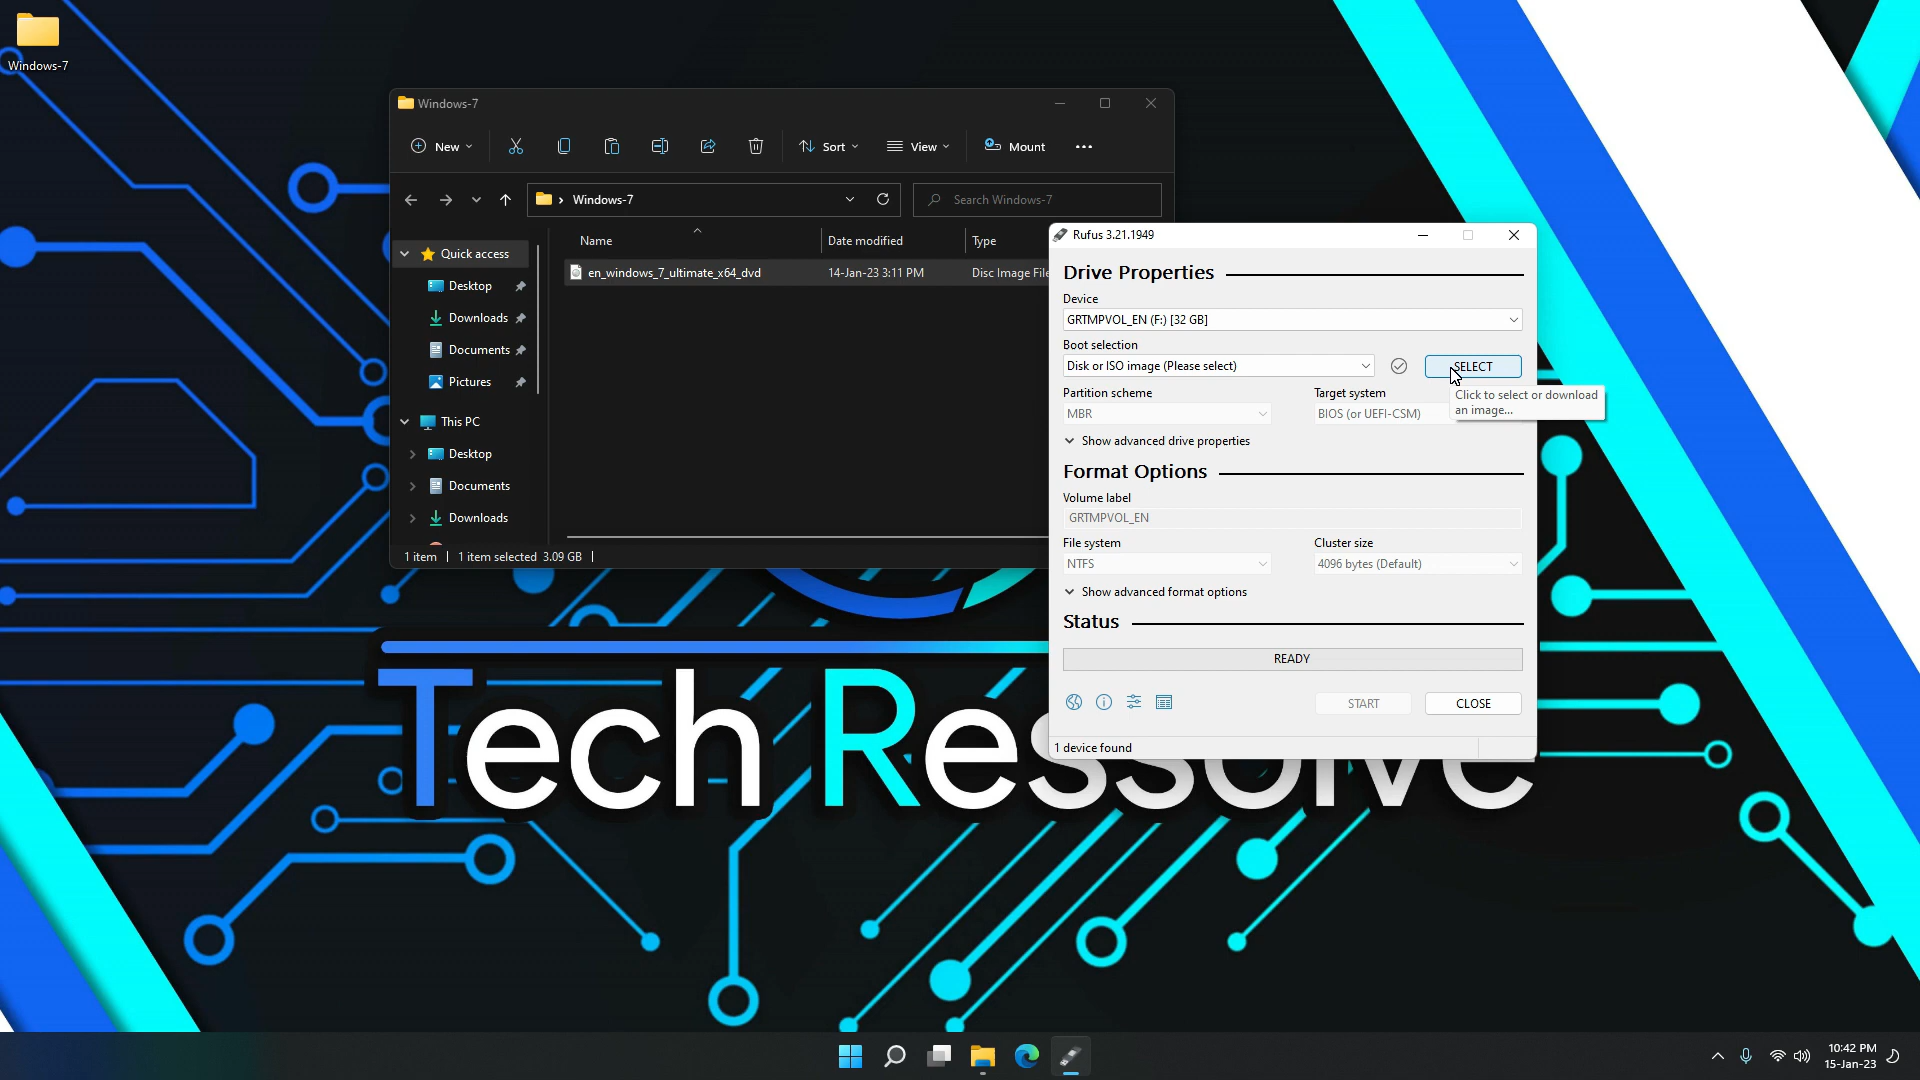 Windows-7
Windows-7
New
Sort
View
Mount
Windows-7
Search Windows-7
Name
Date modified
Type
en_windows_7_ultimate_x64_dvd
14-Jan-23 3:11 PM
Disc Image File
Quick access
Desktop
Downloads
Documents
Pictures
This PC
Desktop
Documents
Downloads
1 item
1 item selected 3.09 GB
Rufus 3.21.1949
Drive Properties
Device
GRTMPVOL_EN (F:) [32 GB]
Boot selection
Disk or ISO image (Please select)
SELECT
Click to select or download
an image...
Partition scheme
Target system
MBR
BIOS (or UEFI-CSM)
Show advanced drive properties
Format Options
Volume label
GRTMPVOL_EN
File system
Cluster size
NTFS
4096 bytes (Default)
Show advanced format options
Status
READY
START
CLOSE
1 device found
Tech Ressolve
10:42 PM
15-Jan-23